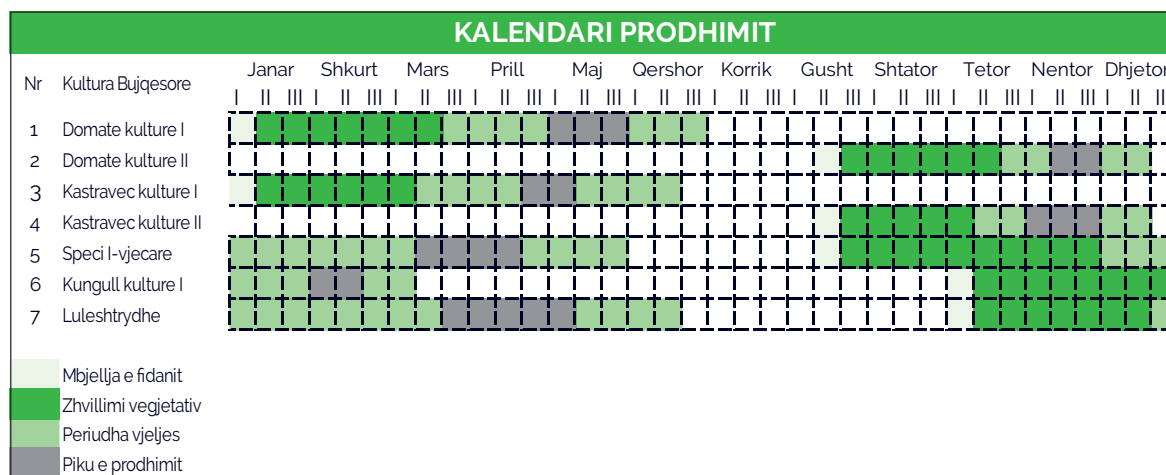 KALENDARI PRODHIMIT
Nr Kultura Bujqesore Janar Shkurt Mars Prill Maj Qershor Korrik Gusht Shtator Tetor Nentor Dhjetor
I II III I II III I II III I II III I II III I II III I II III I II III I II III I II III I II III I II
1 Domate kulture I
2 Domate kulture II
3 Kastravec kulture I
4 Kastravec kulture II
5 Speci I-vjecare
6 Kungull kulture I
7 Luleshtrydhe
Mbjellja e fidanit
Zhvillimi vegjetativ
Periudha vjeljes
Piku e prodhimit